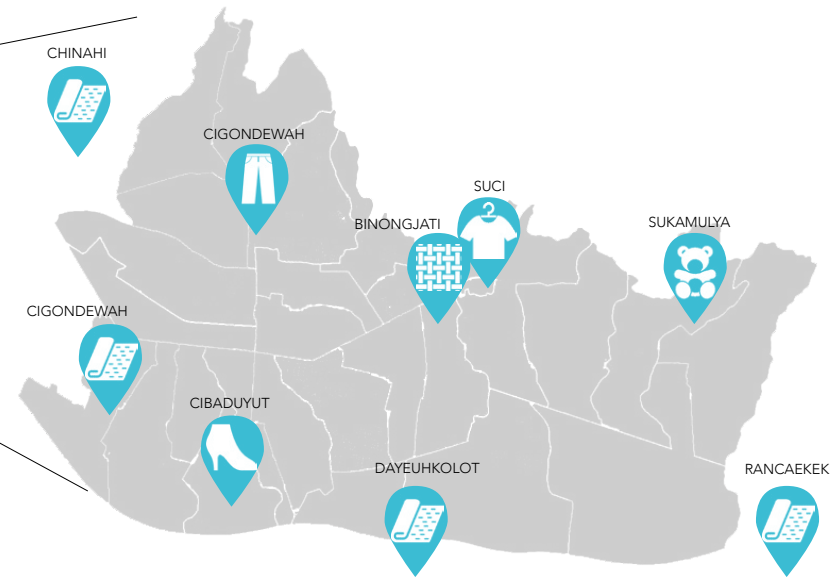 CHINAHI
CIGONDEWAH
SUCI
BINONGJATI
SUKAMULYA
CIGONDEWAH
CIBADUYUT
DAYEUHKOLOT
RANCAEKEK